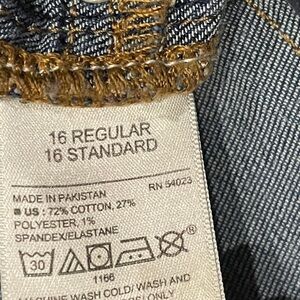 16 REGULAR
16 STANDARD
MADE IN PAKISTAN RN 54023
US : 72% COTTON, 27%
POLYESTER, 1%
SPANDEX/ELASTANE
30
1166
MACHINE WASH COLD/ WASH AND
ONLY